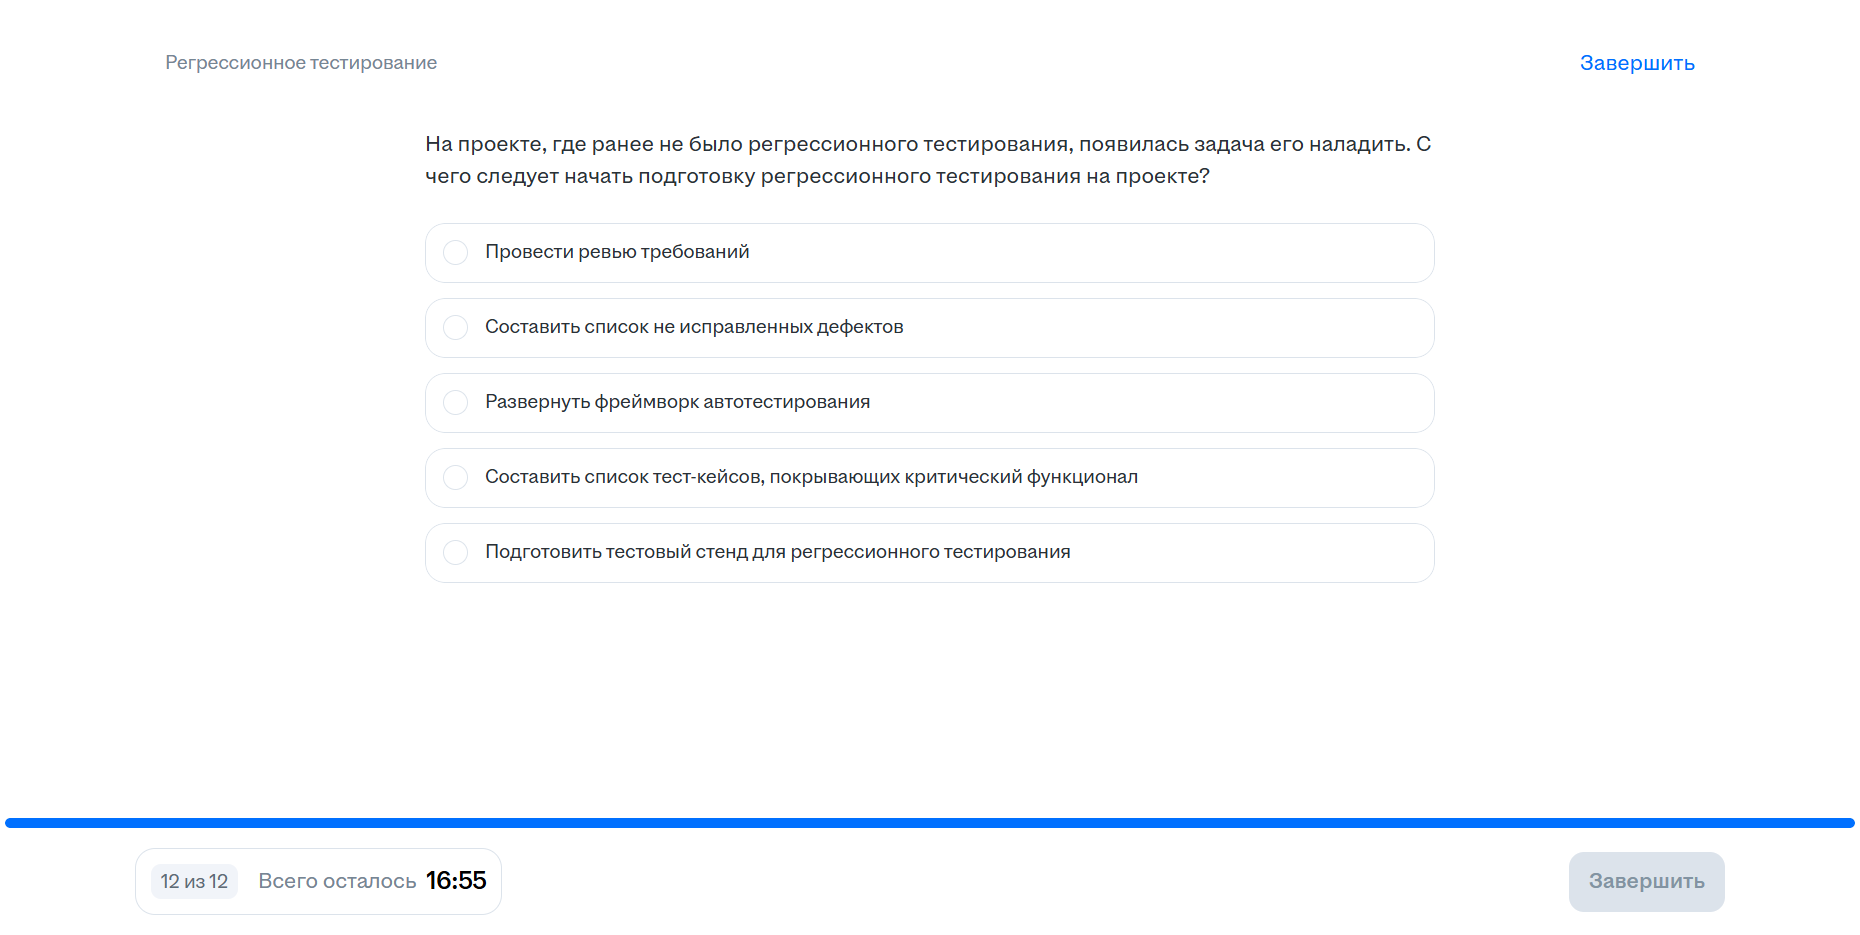 Регрессионное тестирование
Завершить
На проекте, где ранее не было регрессионного тестирования, появилась задача его наладить. С
чего следует начать подготовку регрессионного тестирования на проекте?
Провести ревью требований
Составить список не исправленных дефектов
Развернуть фреймворк автотестирования
Составить список тест-кейсов, покрывающих критический функционал
Подготовить тестовый стенд для регрессионного тестирования
12 из 12 Всего осталось 16:55
Завершить